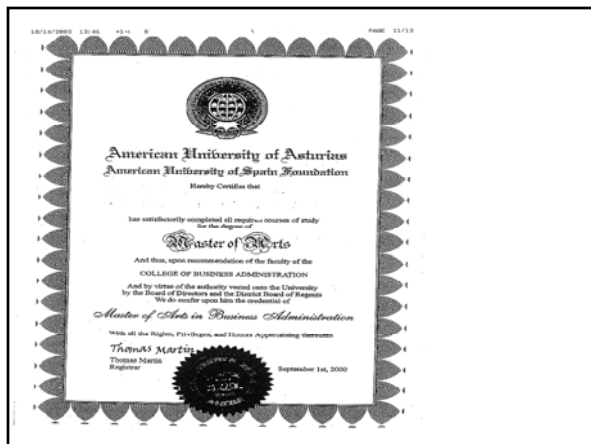 10/14/2003 13:46
PAGE 11/13
American University of Asturias
American University of Spain Foundation
Hereby Certifies that
has satisfactorily completed all required courses of study
for the degree of
Master of Arts
And thus, upon recommendation of the faculty of the
COLLEGE OF BUSINESS ADMINISTRATION
And by virtue of the authority vested onto the University
by the Board of Directors and the District Board of Regents
We do confer upon him the credential of
Master of Arts in Business Administration
With all the Rights, Privileges, and Honors Appertaining thereunto
Thomas Martin
Thomas Martin
Registrar
September 1st, 2000